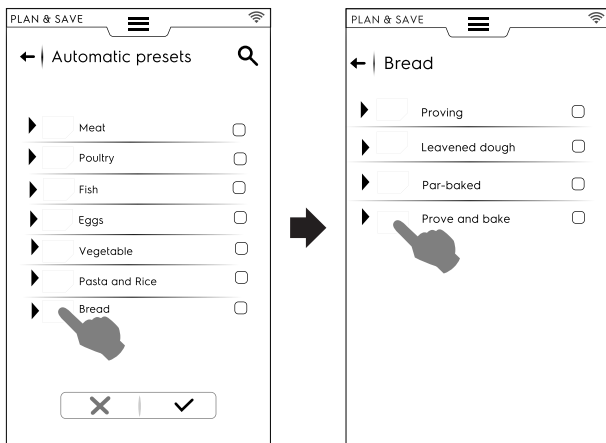 PLAN & SAVE
Automatic presets
Meat
Poultry
Fish
Eggs
Vegetable
Pasta and Rice
Bread
PLAN & SAVE
Bread
Proving
Leavened dough
Par-baked
Prove and bake